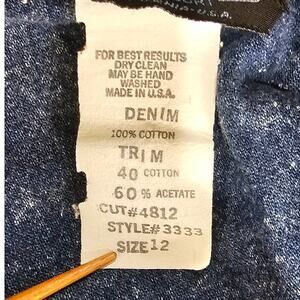 U.S.A.
FOR BEST RESULTS
DRY CLEAN
MAY BE HAND
WASHED
MADE IN U.S.A.
DENIM
100% COTTON
TRIM
40 COTTON
60% ACETATE
CUT#4812
STYLE#3333
SIZE 12